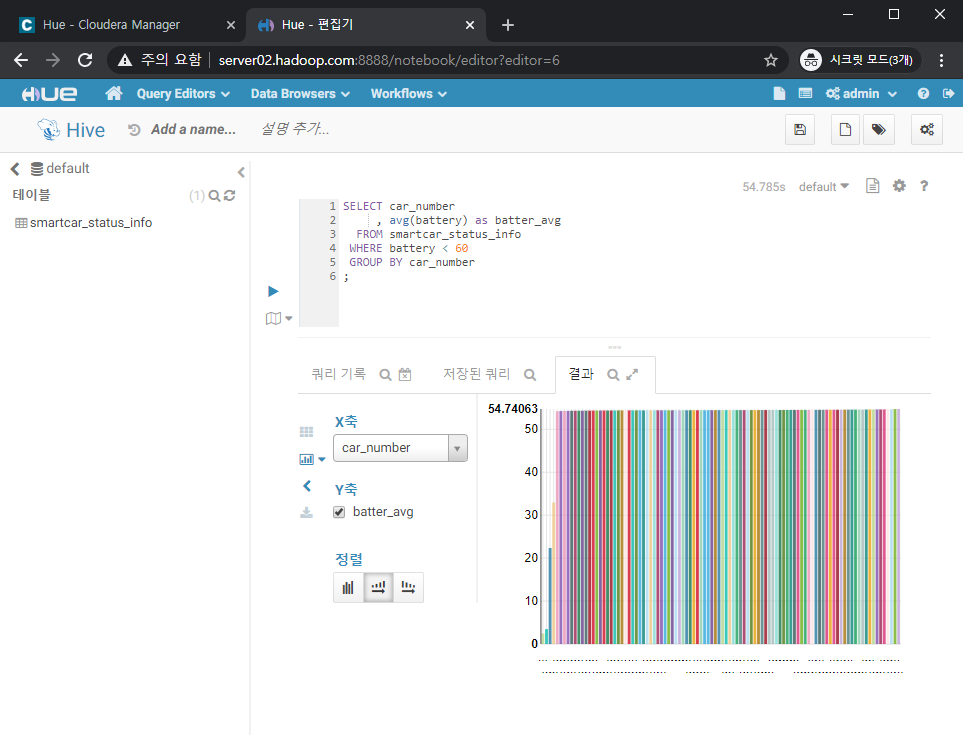 Hue - Cloudera Manager
Hue - 편집기
주의 요함 | server02.hadoop.com:8888/notebook/editor?editor=6
시크릿 모드(3개)
HUE Query Editors Data Browsers Workflows admin
Hive Add a name... 설명 추가...
default
테이블 (1)
smartcar_status_info
54.785s default
1 SELECT car_number
2 , avg(battery) as batter_avg
3 FROM smartcar_status_info
4 WHERE battery < 60
5 GROUP BY car_number
6 ;
쿼리 기록 저장된 쿼리 결과
X축
car_number
Y축
batter_avg
정렬
54.74063
50
40
30
20
10
0